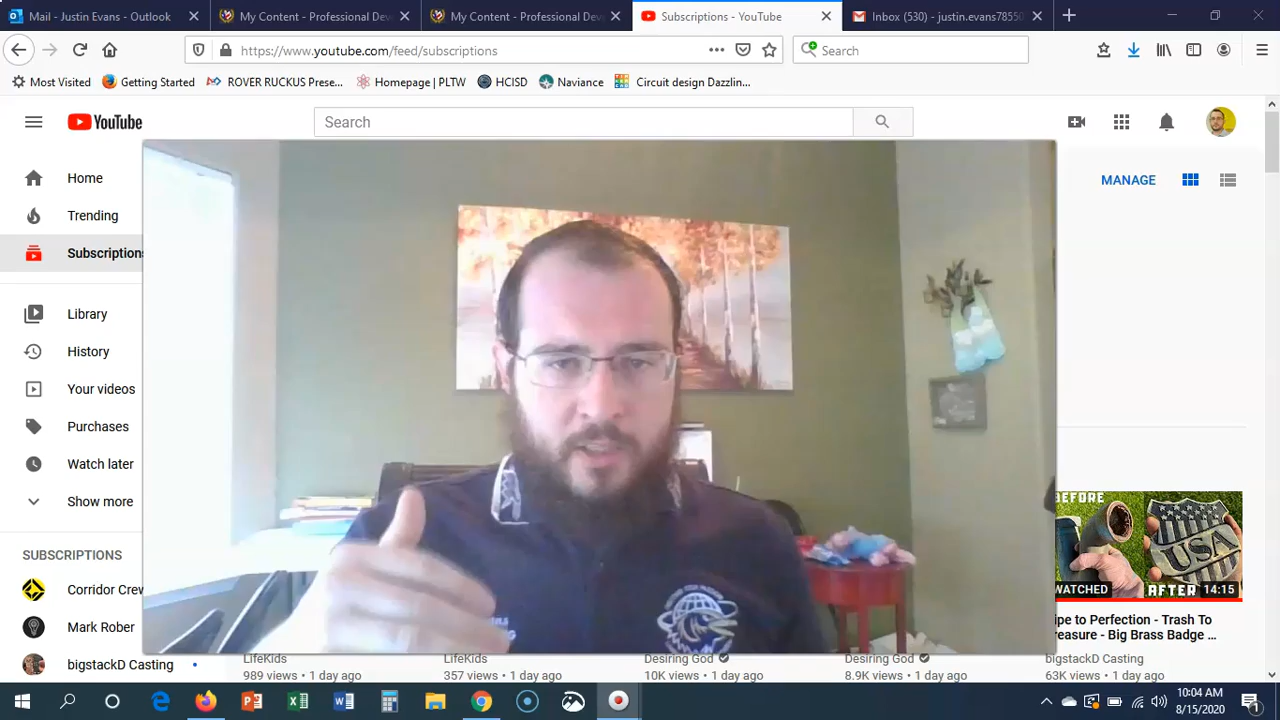 Mail - Justin Evans - Outlook
My Content - Professional Dev
My Content - Professional Dev
Subscriptions - YouTube
Inbox (530) - justin.evans78550
https://www.youtube.com/feed/subscriptions
Search
Most Visited
Getting Started
ROVER RUCKUS Prese...
Homepage | PLTW
HCISD
Naviance
Circuit design Dazzlin...
YouTube
Search
MANAGE
Home
Trending
Subscriptions
Library
History
Your videos
Purchases
Watch later
Show more
SUBSCRIPTIONS
Corridor Crew
Mark Rober
bigstackD Casting
BEFORE
USA
WATCHED
AFTER
14:15
ipe to Perfection - Trash To
reasure - Big Brass Badge ...
LifeKids
989 views • 1 day ago
LifeKids
357 views • 1 day ago
Desiring God
10K views • 1 day ago
Desiring God
8.9K views • 1 day ago
bigstackD Casting
63K views • 1 day ago
10:04 AM
8/15/2020
1